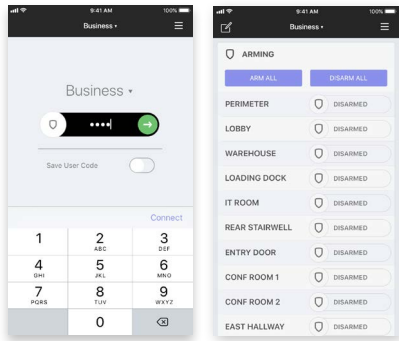 9:41 AM 100%
Business
Business
••••
Save User Code
Connect
1
2 ABC
3 DEF
4 GHI
5 JKL
6 MNO
7 PQRS
8 TUV
9 WXYZ
0
9:41 AM 100%
Business
ARMING
ARM ALL DISARM ALL
PERIMETER DISARMED
LOBBY DISARMED
WAREHOUSE DISARMED
LOADING DOCK DISARMED
IT ROOM DISARMED
REAR STAIRWELL DISARMED
ENTRY DOOR DISARMED
CONF ROOM 1 DISARMED
CONF ROOM 2 DISARMED
EAST HALLWAY DISARMED